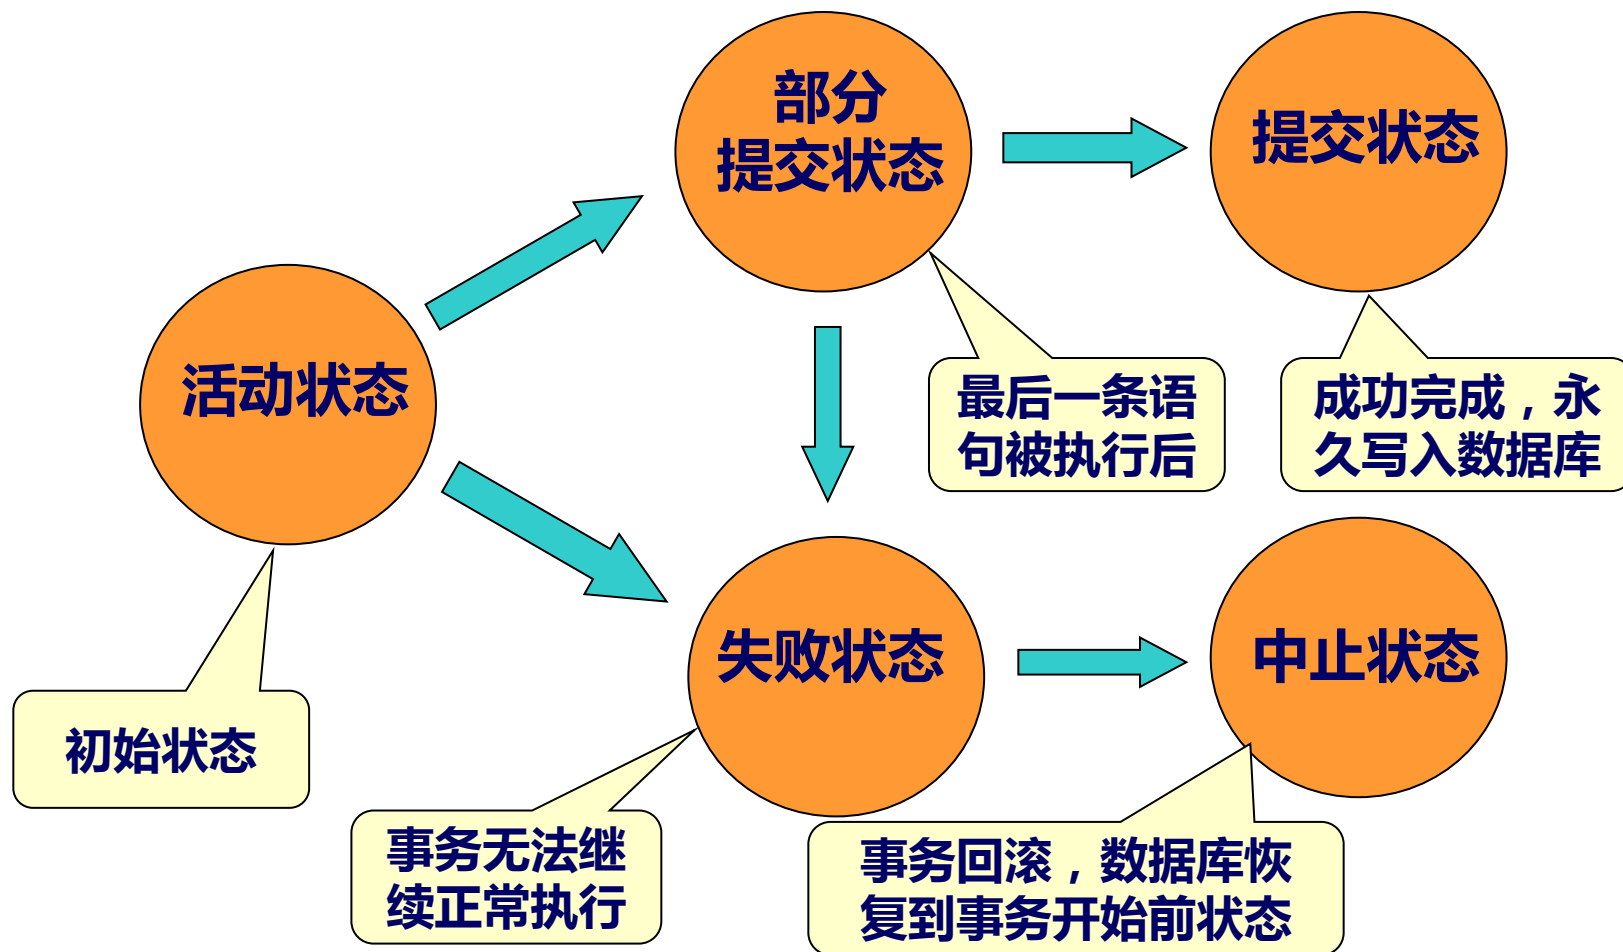 部分
提交状态
提交状态
活动状态
最后一条语
句被执行后
成功完成，永
久写入数据库
失败状态
中止状态
初始状态
事务无法继
续正常执行
事务回滚，数据库恢
复到事务开始前状态